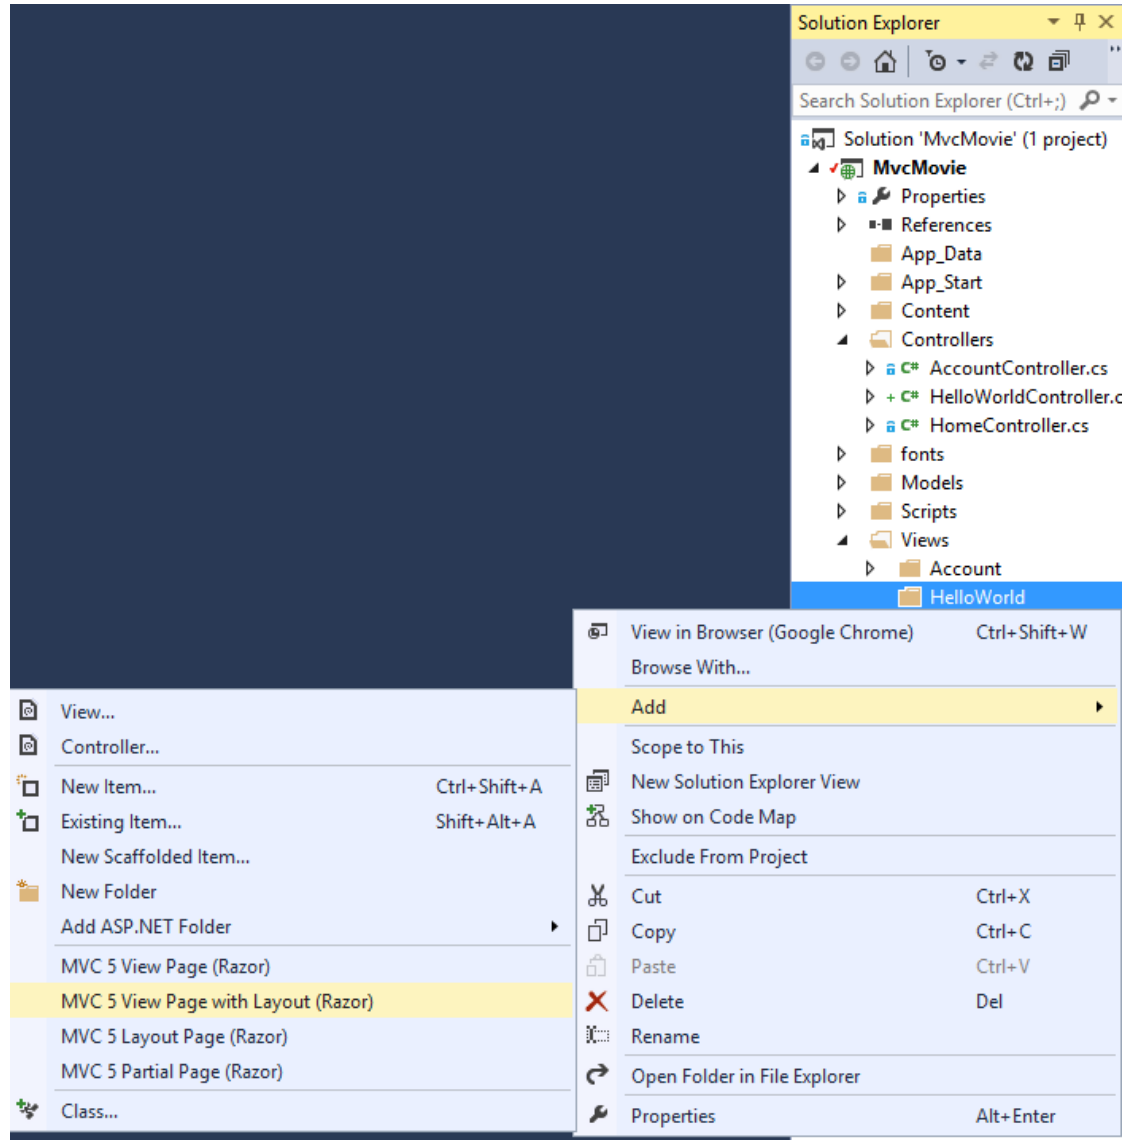 Solution Explorer
Search Solution Explorer (Ctrl+;)
Solution 'MvcMovie' (1 project)
MvcMovie
Properties
References
App_Data
App_Start
Content
Controllers
C# AccountController.cs
+ C# HelloWorldController.c
C# HomeController.cs
fonts
Models
Scripts
Views
Account
HelloWorld
View in Browser (Google Chrome) Ctrl+Shift+W
Browse With...
Add
Scope to This
New Solution Explorer View
Show on Code Map
Exclude From Project
Cut Ctrl+X
Copy Ctrl+C
Paste Ctrl+V
Delete Del
Rename
Open Folder in File Explorer
Properties Alt+Enter
View...
Controller...
New Item... Ctrl+Shift+A
Existing Item... Shift+Alt+A
New Scaffolded Item...
New Folder
Add ASP.NET Folder
MVC 5 View Page (Razor)
MVC 5 View Page with Layout (Razor)
MVC 5 Layout Page (Razor)
MVC 5 Partial Page (Razor)
Class...